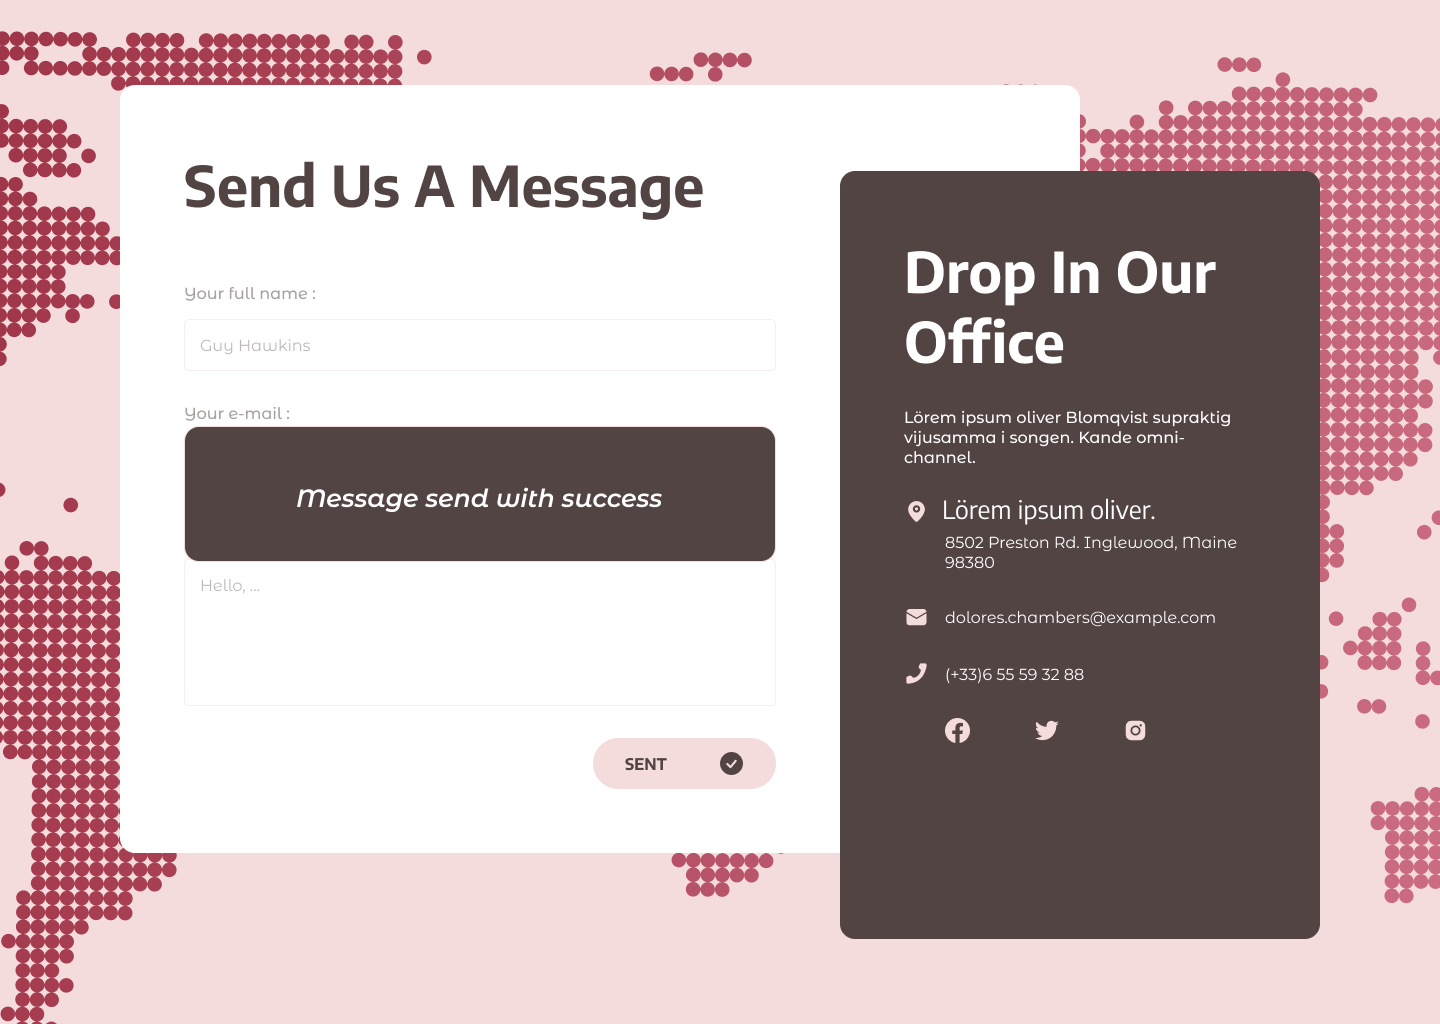 Send Us A Message
Your full name :
Guy Hawkins
Your e-mail :
Message send with success
Hello, ...
SENT
Drop In Our
Office
Lörem ipsum oliver Blomqvist supraktig
vijusamma i songen. Kande omni-
channel.
Lörem ipsum oliver.
8502 Preston Rd. Inglewood, Maine
98380
dolores.chambers@example.com
(+33)6 55 59 32 88